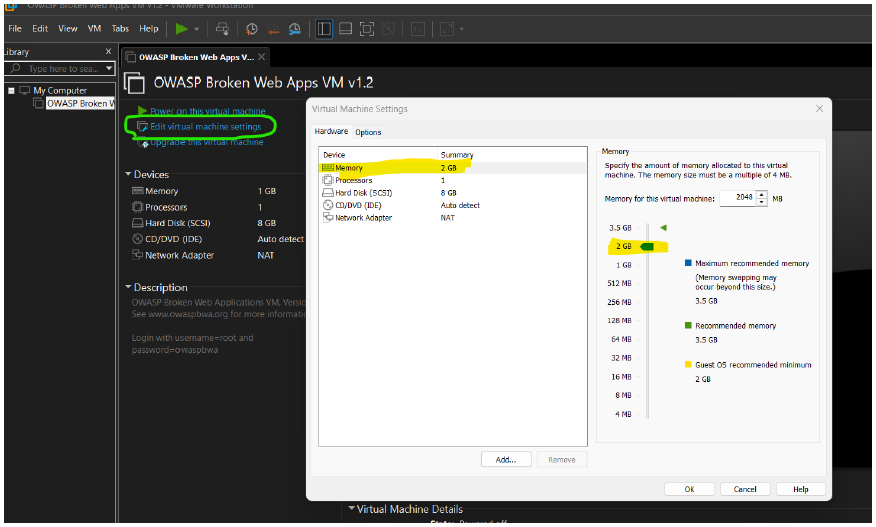 OWASP Broken Web Apps VM v1.2 - VMware Workstation
File Edit View VM Tabs Help
Library X
Type here to sea...
My Computer
OWASP Broken W
OWASP Broken Web Apps V...
OWASP Broken Web Apps VM v1.2
Power on this virtual machine
Edit virtual machine settings
Upgrade this virtual machine
Devices
Memory 1 GB
Processors 1
Hard Disk (SCSI) 8 GB
CD/DVD (IDE) Auto detect
Network Adapter NAT
Description
OWASP Broken Web Applications VM, Versio
See www.owaspbwa.org for more informatio
Login with username=root and
password=owaspbwa
Virtual Machine Settings
Hardware Options
Device Summary
Memory 2 GB
Processors 1
Hard Disk (SCSI) 8 GB
CD/DVD (IDE) Auto detect
Network Adapter NAT
Add... Remove
Memory
Specify the amount of memory allocated to this virtual
machine. The memory size must be a multiple of 4 MB.
Memory for this virtual machine: 2048 MB
3.5 GB
2 GB
1 GB
512 MB
256 MB
128 MB
64 MB
32 MB
16 MB
8 MB
4 MB
Maximum recommended memory
(Memory swapping may
occur beyond this size.)
3.5 GB
Recommended memory
3.5 GB
Guest OS recommended minimum
2 GB
OK Cancel Help
Virtual Machine Details
State: Powered off